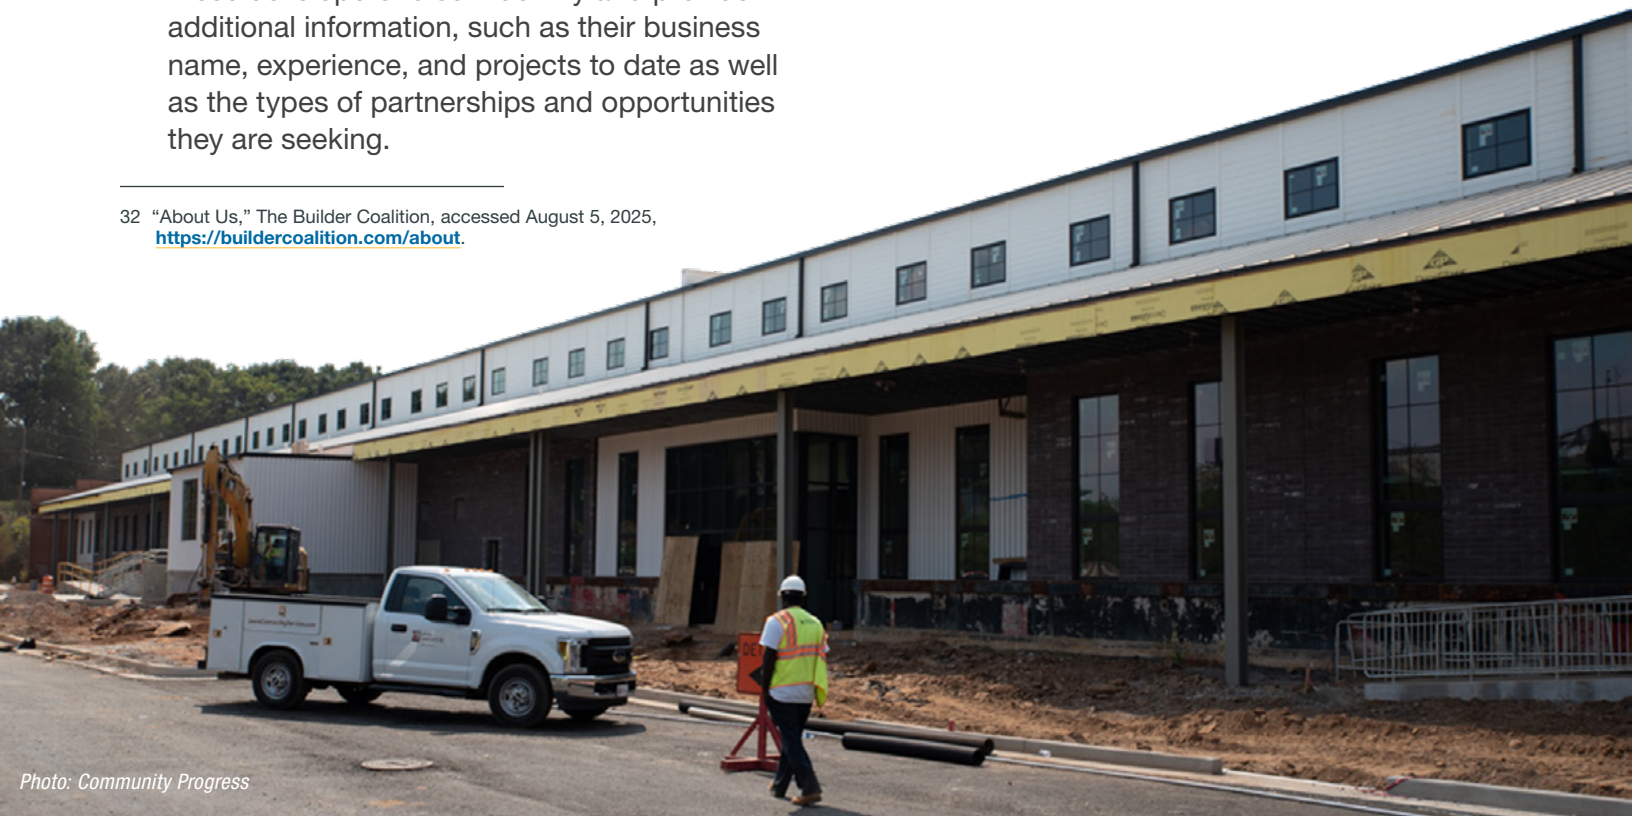 additional information, such as their business
name, experience, and projects to date as well
as the types of partnerships and opportunities
they are seeking.
32 “About Us,” The Builder Coalition, accessed August 5, 2025,
https://buildercoalition.com/about.
DET
Photo: Community Progress